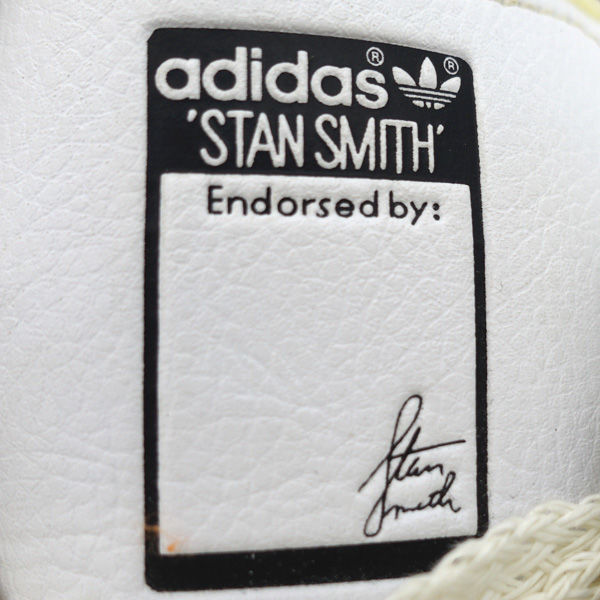 adidas® ®
'STAN SMITH'
Endorsed by:
Stan
Smith